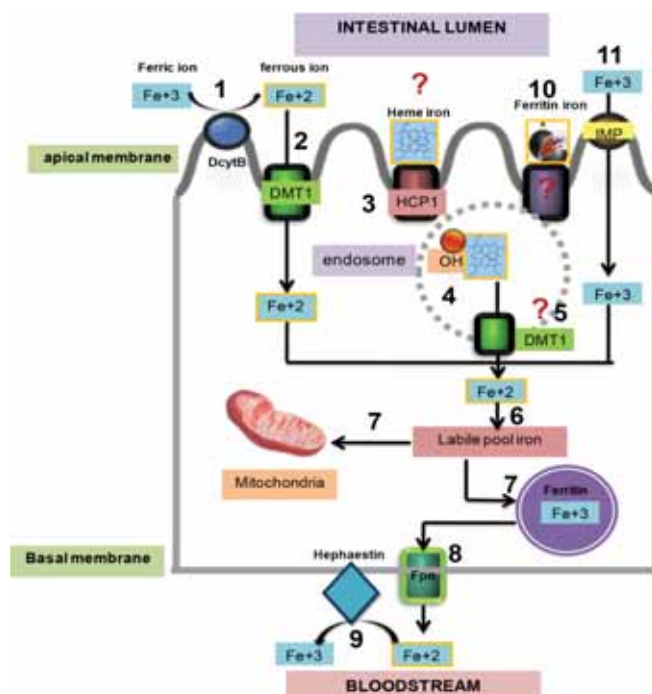 INTESTINAL LUMEN
Ferric ion
1
ferrous ion
?
10
11
Fe+3
Fe+2
Heme iron
Ferritin iron
Fe+3
2
IMP
apical membrane
DcytB
DMT1
3
HCP1
?
endosome
OH
4
Fe+2
? 5
Fe+3
DMT1
Fe+2
6
7
Labile pool iron
Mitochondria
7
Ferritin
Fe+3
Basal membrane
Hephaestin
8
Fpn
9
Fe+3
Fe+2
BLOODSTREAM